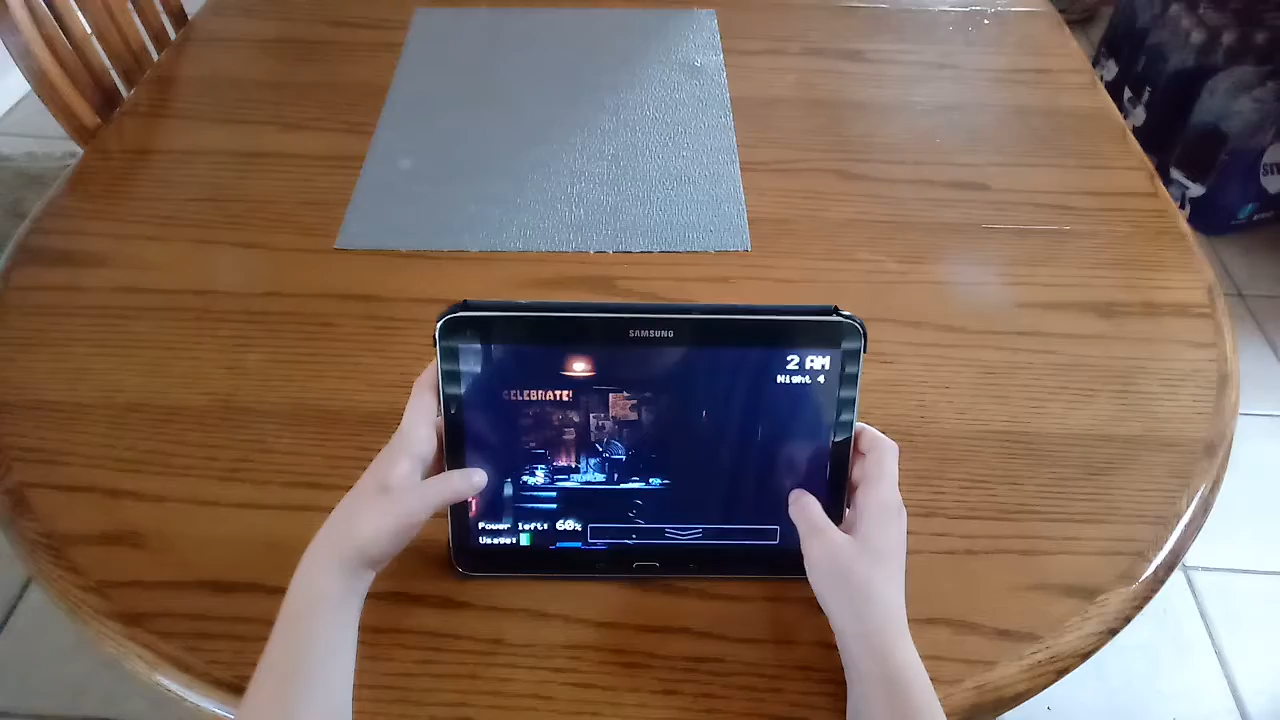 SAMSUNG
2 AM
Night 4
CELEBRATE!
Power left: 60%
Usage: